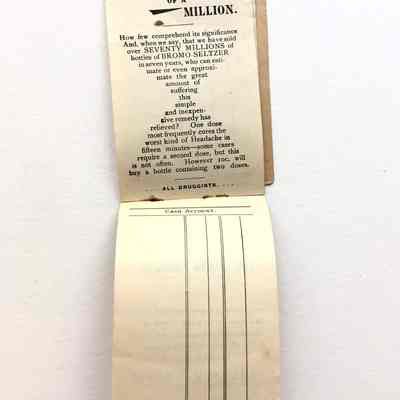 OF A
MILLION.
How few comprehend its significance
And, when we say, that we have sold
over SEVENTY MILLIONS of
bottles of BROMO-SELTZER
in seven years, who can esti-
mate or even approxi-
mate the great
amount of
suffering
this
simple
and inexpen-
sive remedy has
relieved? One dose
most frequently cures the
worst kind of Headache in
fifteen minutes—some cases
require a second dose, but this
is not often. However 10c. will
buy a bottle containing two doses.
....ALL DRUGGISTS.....
Cash Account.